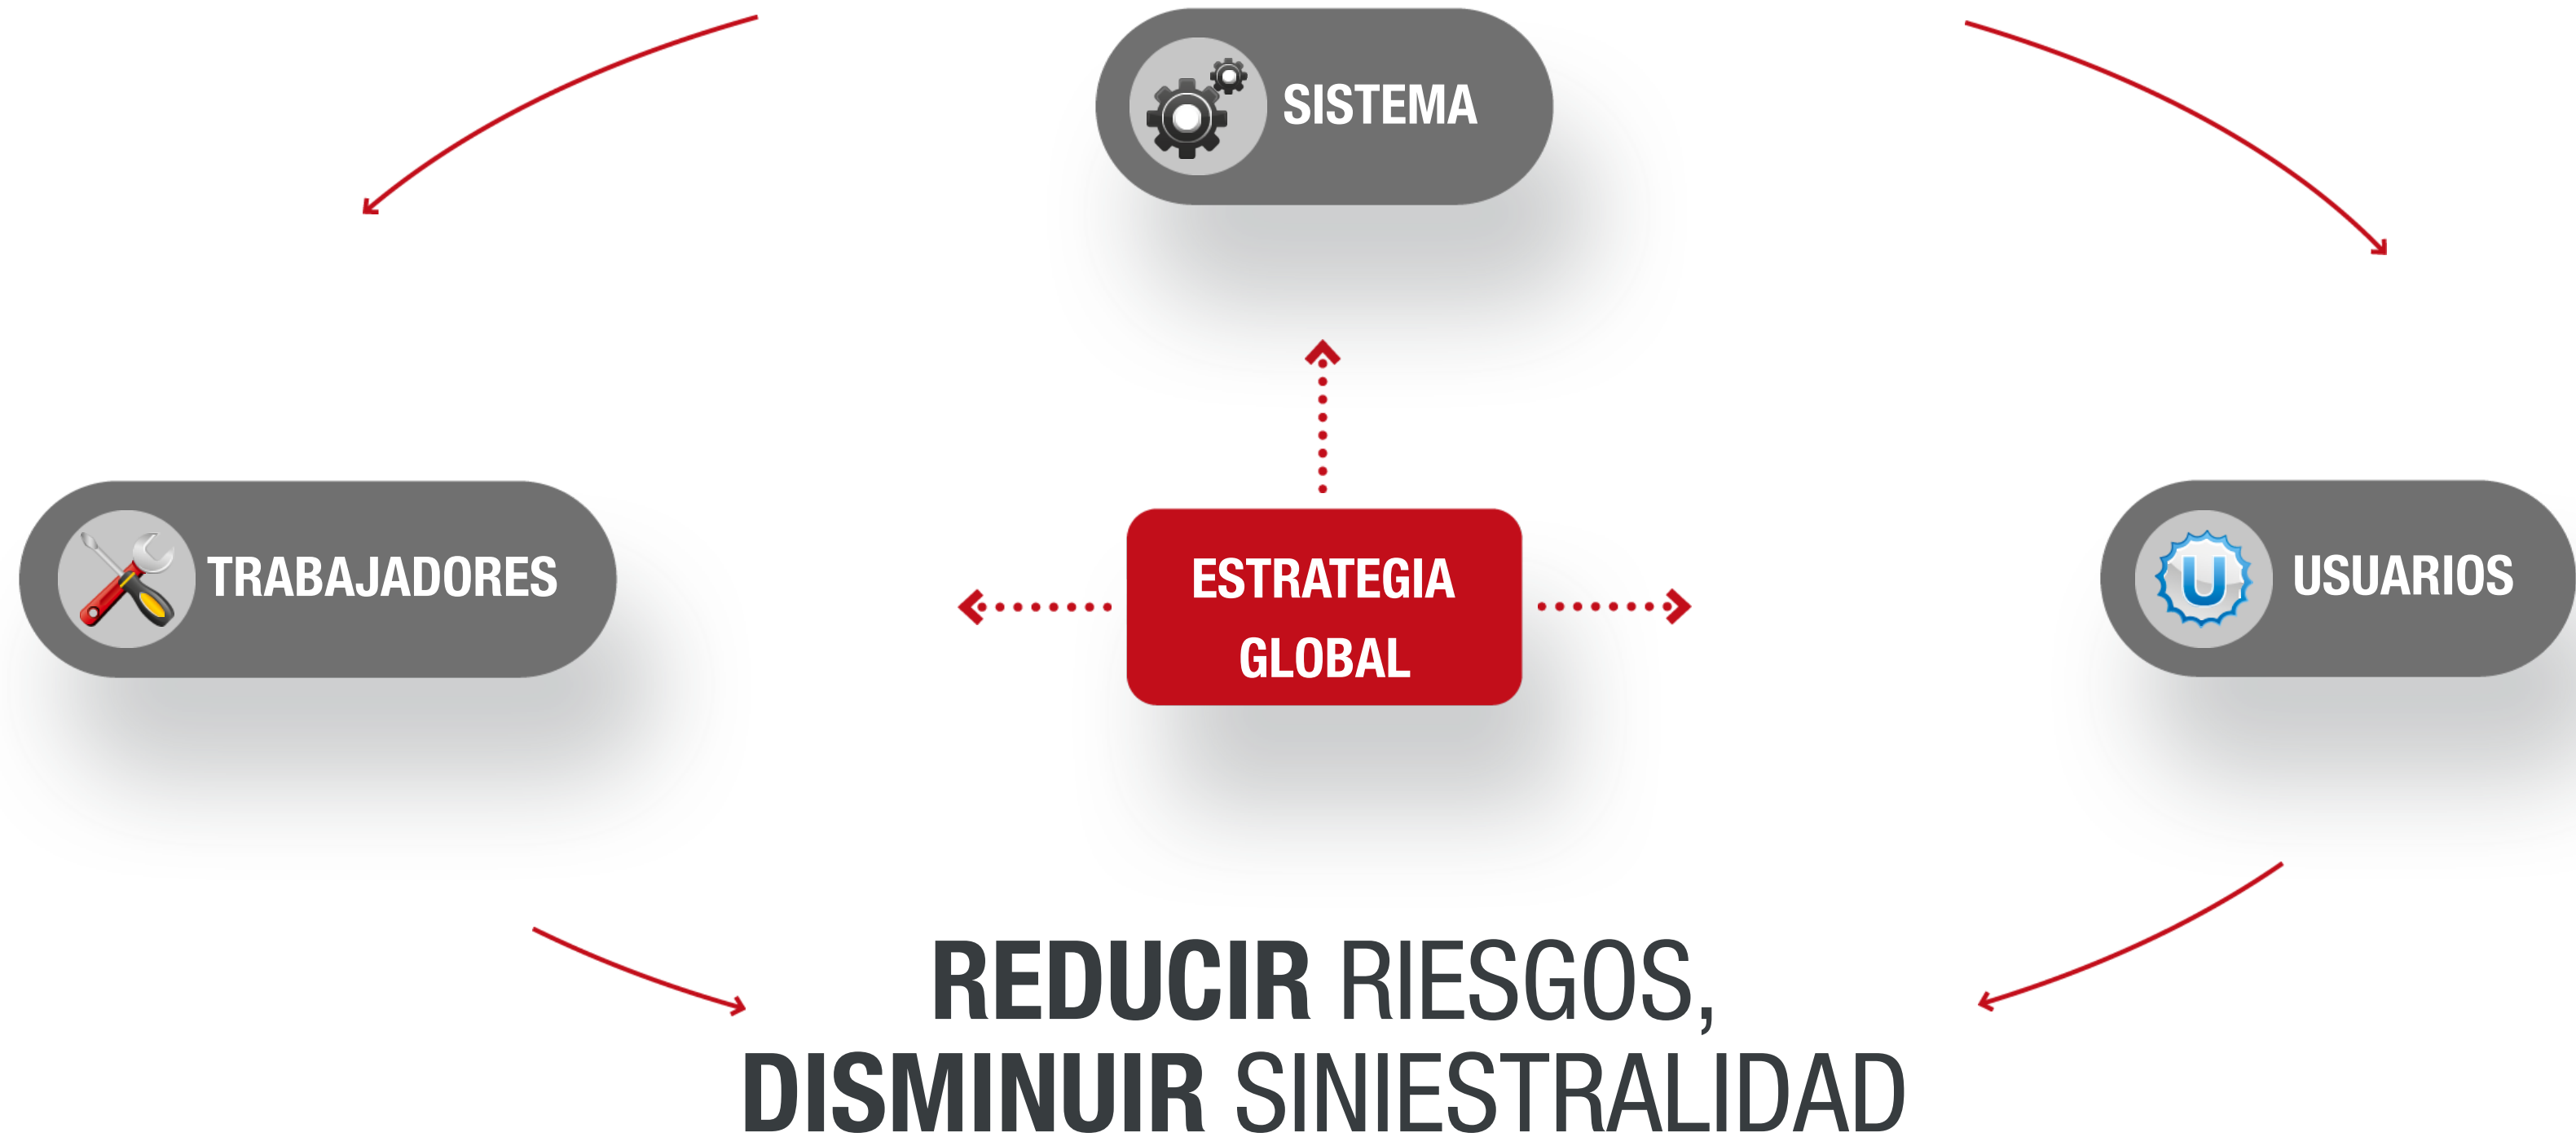 SISTEMA
TRABAJADORES
ESTRATEGIA
GLOBAL
U
USUARIOS
REDUCIR RIESGOS,
DISMINUIR SINIESTRALIDAD